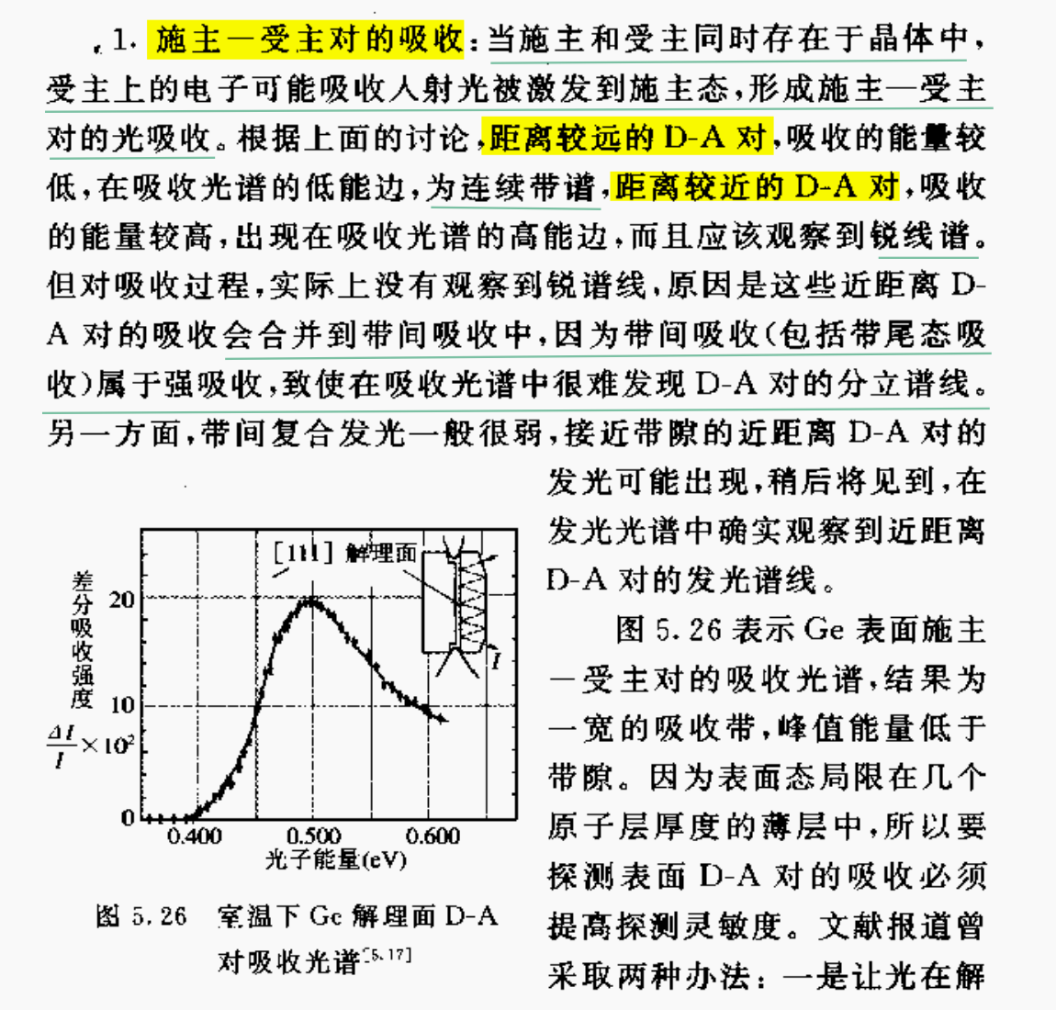 1. 施主—受主对的吸收:当施主和受主同时存在于晶体中,
受主上的电子可能吸收入射光被激发到施主态,形成施主—受主
对的光吸收。根据上面的讨论,距离较远的 D-A 对,吸收的能量较
低,在吸收光谱的低能边,为连续带谱,距离较近的 D-A 对,吸收
的能量较高,出现在吸收光谱的高能边,而且应该观察到锐线谱。
但对吸收过程,实际上没有观察到锐谱线,原因是这些近距离 D-
A 对的吸收会合并到带间吸收中,因为带间吸收(包括带尾态吸
收)属于强吸收,致使在吸收光谱中很难发现 D-A 对的分立谱线。
另一方面,带间复合发光一般很弱,接近带隙的近距离 D-A 对的
发光可能出现,稍后将见到,在
发光光谱中确实观察到近距离
D-A 对的发光谱线。
图 5.26 表示 Ge 表面施主
—受主对的吸收光谱,结果为
一宽的吸收带,峰值能量低于
带隙。因为表面态局限在几个
原子层厚度的薄层中,所以要
探测表面 D-A 对的吸收必须
提高探测灵敏度。文献报道曾
采取两种办法:一是让光在解
[111] 解理面
I
差分吸收强度
ΔI/I ×10²
20
10
0
0.400 0.500 0.600
光子能量(eV)
图 5.26 室温下 Ge 解理面 D-A
对吸收光谱[5.17]